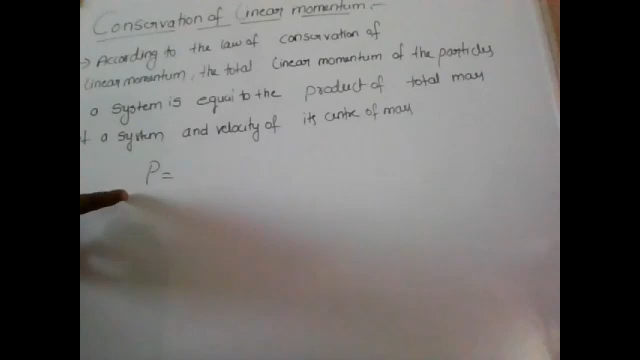 Conservation of Linear momentum.-
→ According to the law of conservation of
Linear momentum, the total Linear momentum of the particles
a system is equal to the product of total mass
f a system and velocity of its centre of mass
P=